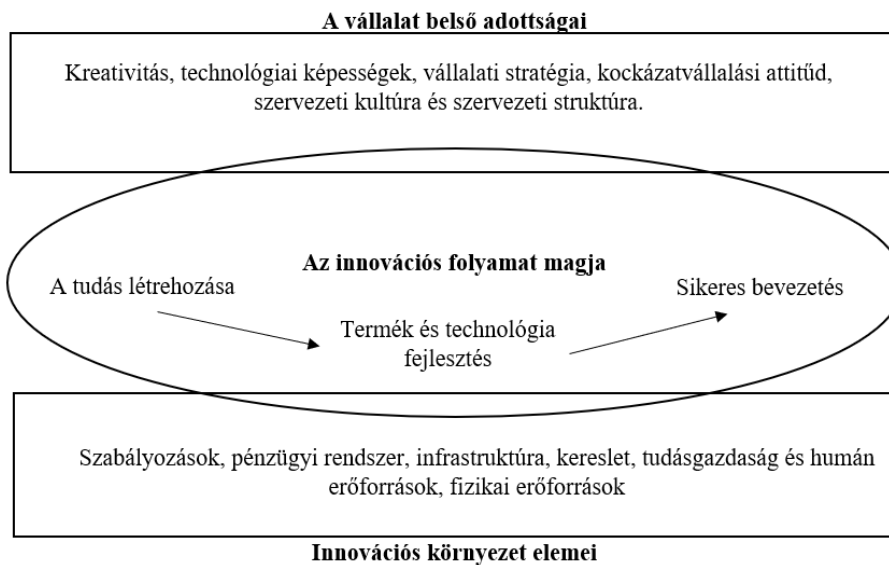 A vállalat belső adottságai
Kreativitás, technológiai képességek, vállalati stratégia, kockázatvállalási attitűd,
szervezeti kultúra és szervezeti struktúra.
Az innovációs folyamat magja
A tudás létrehozása
Sikeres bevezetés
Termék és technológia
fejlesztés
Szabályozások, pénzügyi rendszer, infrastruktúra, kereslet, tudásgazdaság és humán
erőforrások, fizikai erőforrások
Innovációs környezet elemei